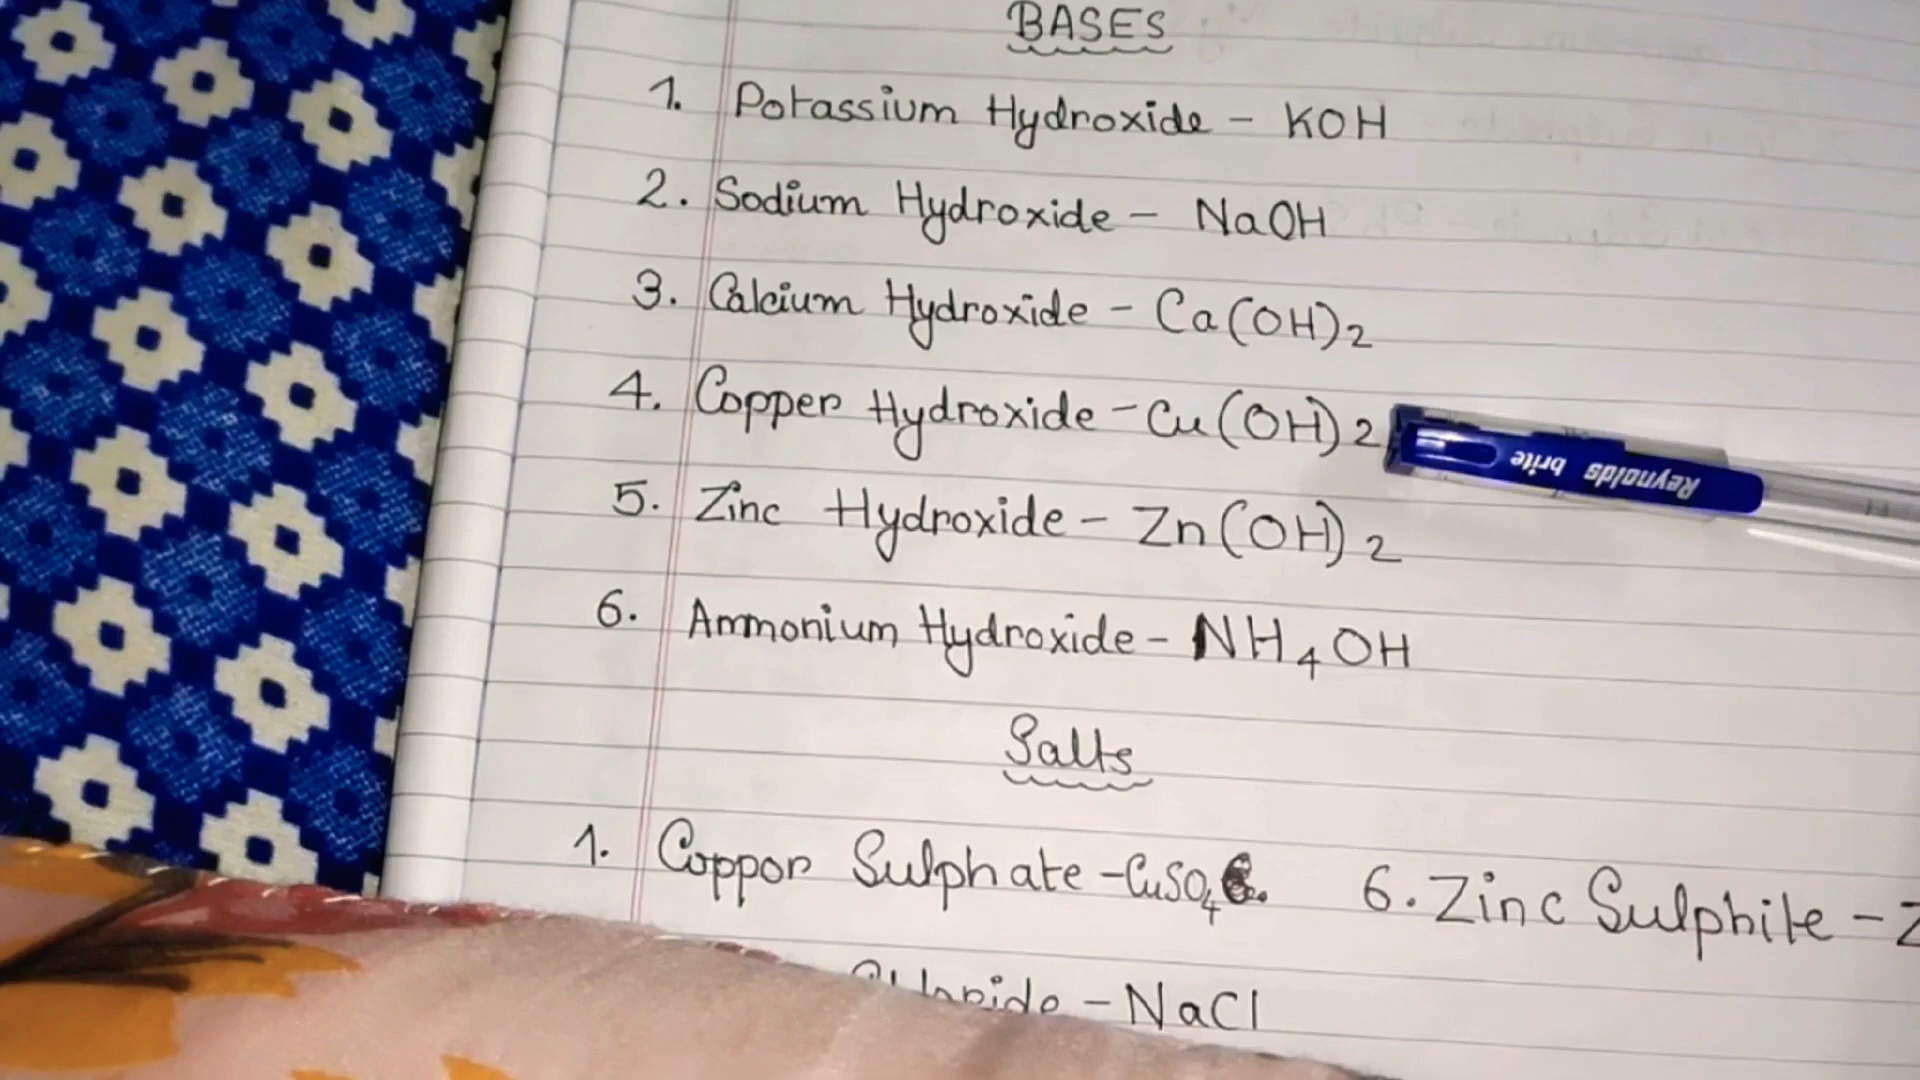 BASES
1. Potassium Hydroxide - KOH
2. Sodium Hydroxide - NaOH
3. Calcium Hydroxide - Ca(OH)2
4. Copper Hydroxide - Cu(OH)2
Reynolds brite
5. Zinc Hydroxide - Zn(OH)2
6. Ammonium Hydroxide - NH4OH
Salts
1. Coppor Sulphate - CuSO4. 6. Zinc Sulphite - Z
- NaCl